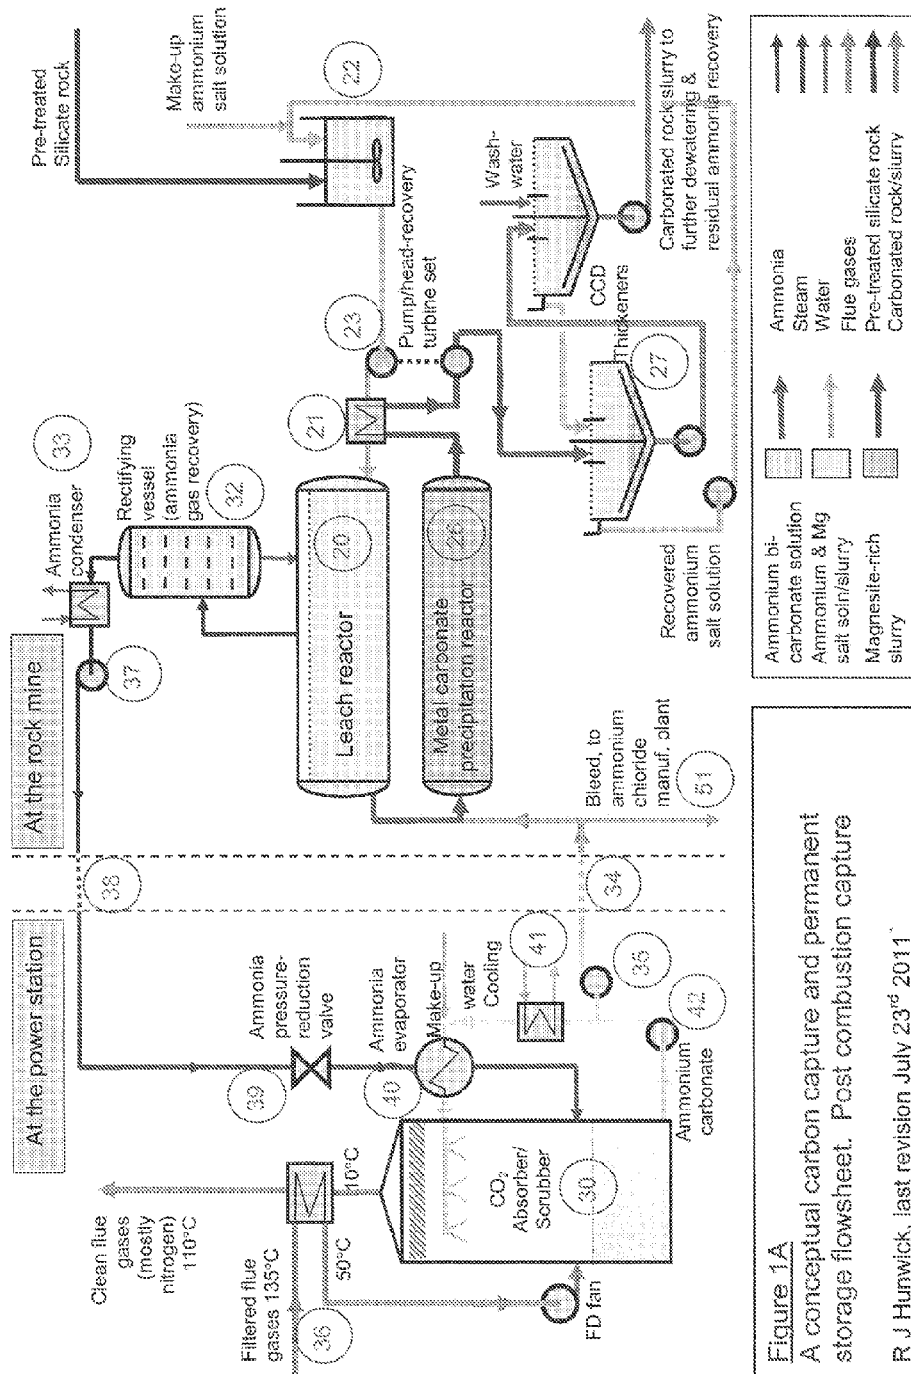 At the power station
At the rock mine
Clean flue
gases
(mostly
nitrogen)
110°C
Filtered flue
gases 135°C
36
50°C
10°C
FD fan
CO2
Absorber/
Scrubber
30
39
Ammonia
pressure-
reduction
valve
40
Ammonia
evaporator
Make-up
water
Cooling
41
35
42
Ammonium
carbonate
38
34
37
Ammonia
condenser
33
Rectifying
vessel
(ammonia
gas recovery)
32
Leach reactor
20
Metal carbonate
precipitation reactor
26
Bleed, to
ammonium
chloride
manuf. plant
51
21
23
Pump/head-recovery
turbine set
Pre-treated
Silicate rock
Make-up
ammonium
salt solution
22
Wash-
water
CCD
Thickeners
27
Recovered
ammonium
salt solution
Carbonated rock slurry to
further dewatering &
residual ammonia recovery
Figure 1A
A conceptual carbon capture and permanent
storage flowsheet. Post combustion capture
R J Hunwick, last revision July 23rd 2011
Ammonium bi-
carbonate solution
Ammonium & Mg
salt soln/slurry
Magnesite-rich
slurry
Ammonia
Steam
Water
Flue gases
Pre-treated silicate rock
Carbonated rock/slurry